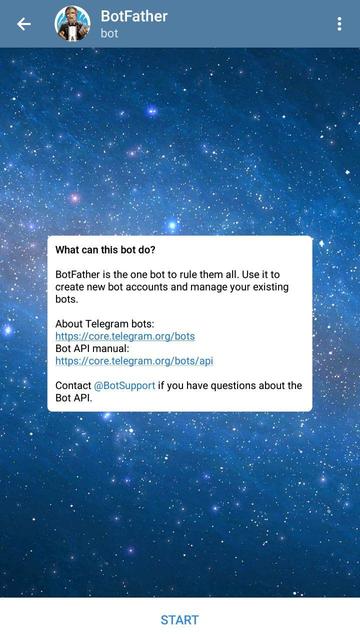 BotFather
bot
What can this bot do?
BotFather is the one bot to rule them all. Use it to
create new bot accounts and manage your existing
bots.
About Telegram bots:
https://core.telegram.org/bots
Bot API manual:
https://core.telegram.org/bots/api
Contact @BotSupport if you have questions about the
Bot API.
START